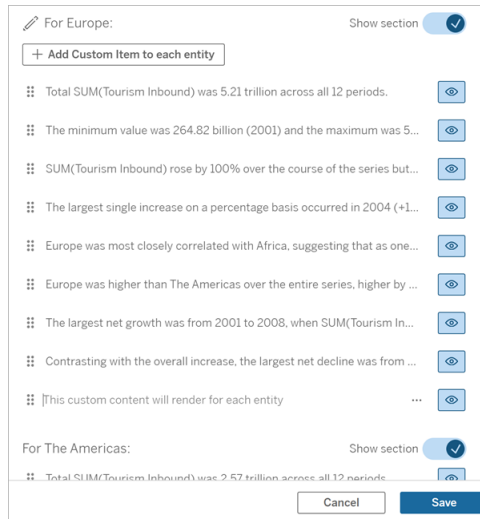 For Europe:
Show section
+ Add Custom Item to each entity
Total SUM(Tourism Inbound) was 5.21 trillion across all 12 periods.
The minimum value was 264.82 billion (2001) and the maximum was 5...
SUM(Tourism Inbound) rose by 100% over the course of the series but...
The largest single increase on a percentage basis occurred in 2004 (+1...
Europe was most closely correlated with Africa, suggesting that as one...
Europe was higher than The Americas over the entire series, higher by ...
The largest net growth was from 2001 to 2008, when SUM(Tourism In...
Contrasting with the overall increase, the largest net decline was from ...
This custom content will render for each entity
...
For The Americas:
Show section
Total SUM(Tourism Inbound) was 2.57 trillion across all 12 periods
Cancel
Save